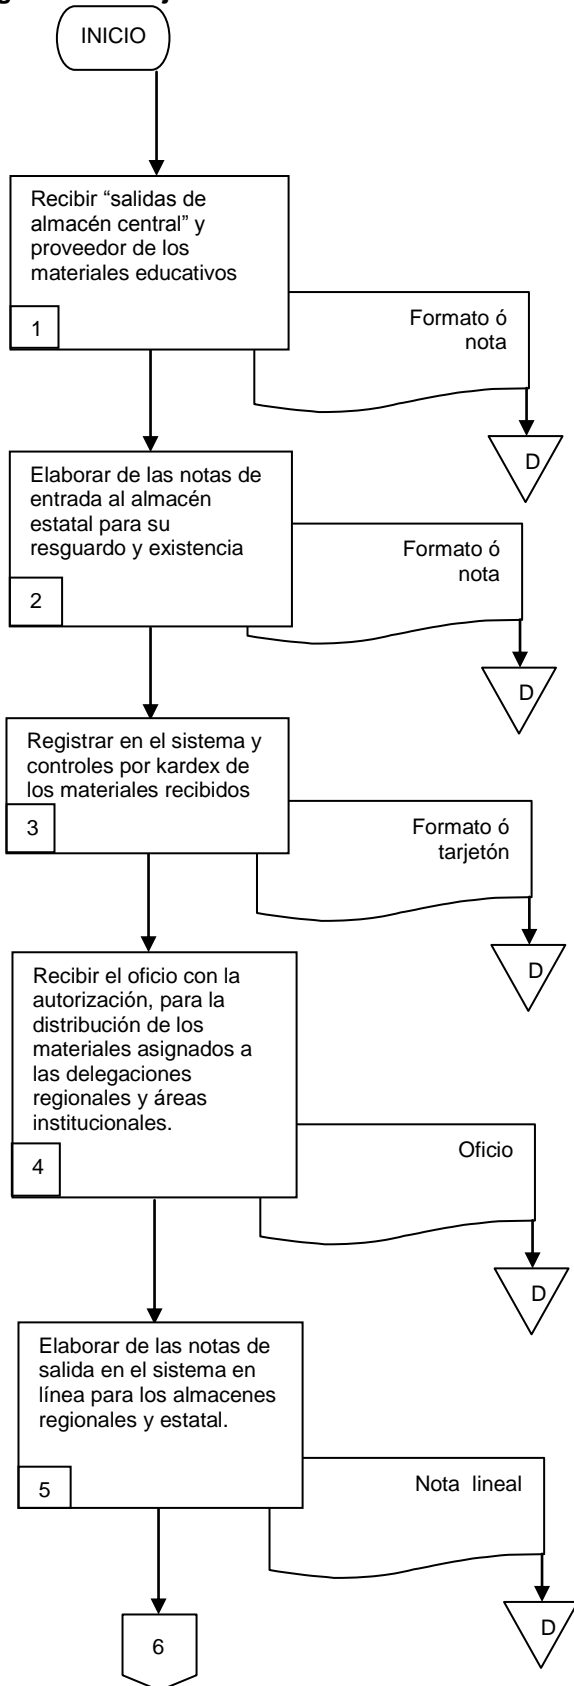 INICIO
Recibir “salidas de
almacén central” y
proveedor de los
materiales educativos
1
Formato ó
nota
D
Elaborar de las notas de
entrada al almacén
estatal para su
resguardo y existencia
2
Formato ó
nota
D
Registrar en el sistema y
controles por kardex de
los materiales recibidos
3
Formato ó
tarjetón
D
Recibir el oficio con la
autorización, para la
distribución de los
materiales asignados a
las delegaciones
regionales y áreas
institucionales.
4
Oficio
D
Elaborar de las notas de
salida en el sistema en
línea para los almacenes
regionales y estatal.
5
Nota lineal
D
6